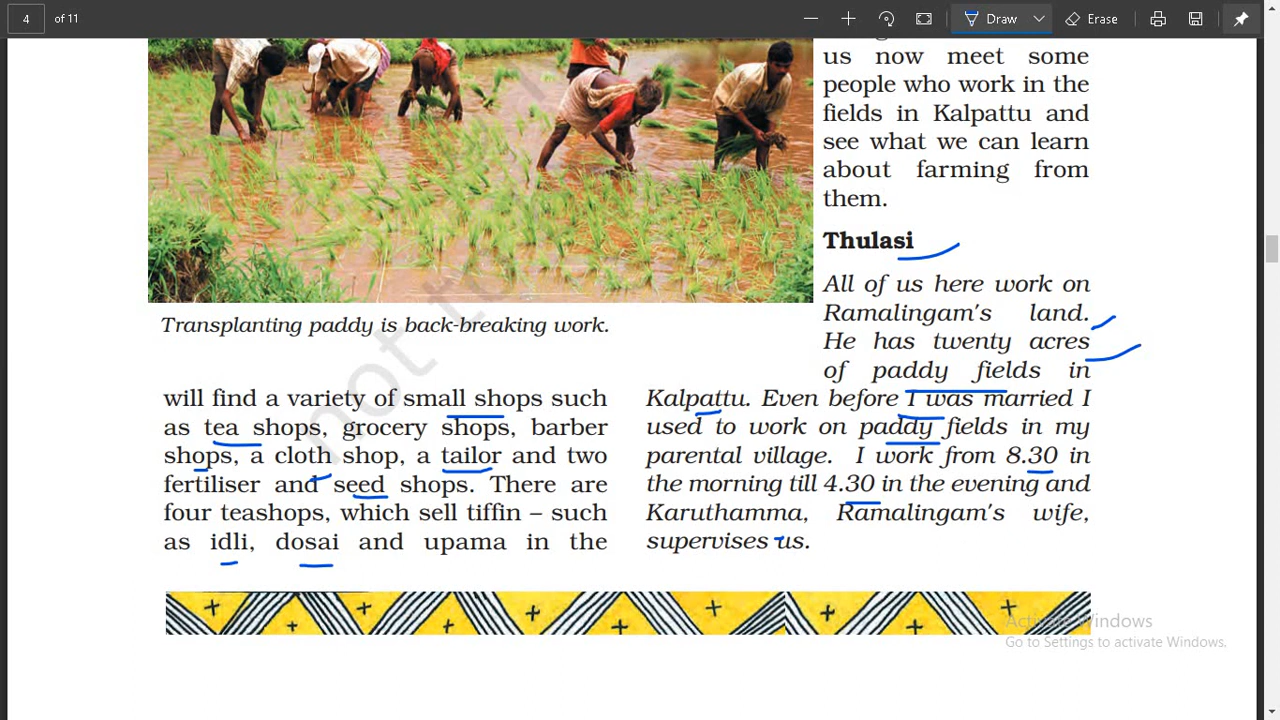 4 of 11
Draw
Erase
us now meet some
people who work in the
fields in Kalpattu and
see what we can learn
about farming from
them.
Thulasi
All of us here work on
Ramalingam's land.
He has twenty acres
of paddy fields in
Transplanting paddy is back-breaking work.
will find a variety of small shops such
as tea shops, grocery shops, barber
shops, a cloth shop, a tailor and two
fertiliser and seed shops. There are
four teashops, which sell tiffin – such
as idli, dosai and upama in the
Kalpattu. Even before I was married I
used to work on paddy fields in my
parental village. I work from 8.30 in
the morning till 4.30 in the evening and
Karuthamma, Ramalingam's wife,
supervises us.
not t
Activate Windows
Go to Settings to activate Windows.